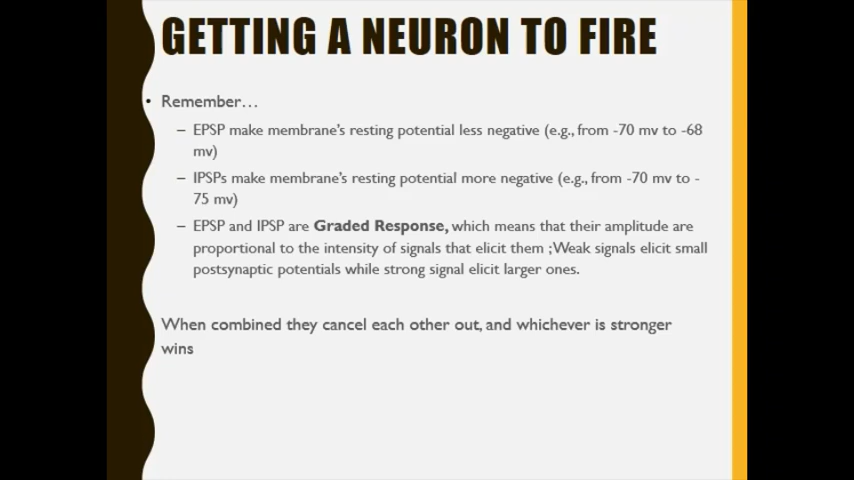 GETTING A NEURON TO FIRE
• Remember…
– EPSP make membrane's resting potential less negative (e.g., from -70 mv to -68
mv)
– IPSPs make membrane's resting potential more negative (e.g., from -70 mv to -
75 mv)
– EPSP and IPSP are Graded Response, which means that their amplitude are
proportional to the intensity of signals that elicit them ;Weak signals elicit small
postsynaptic potentials while strong signal elicit larger ones.
When combined they cancel each other out, and whichever is stronger
wins